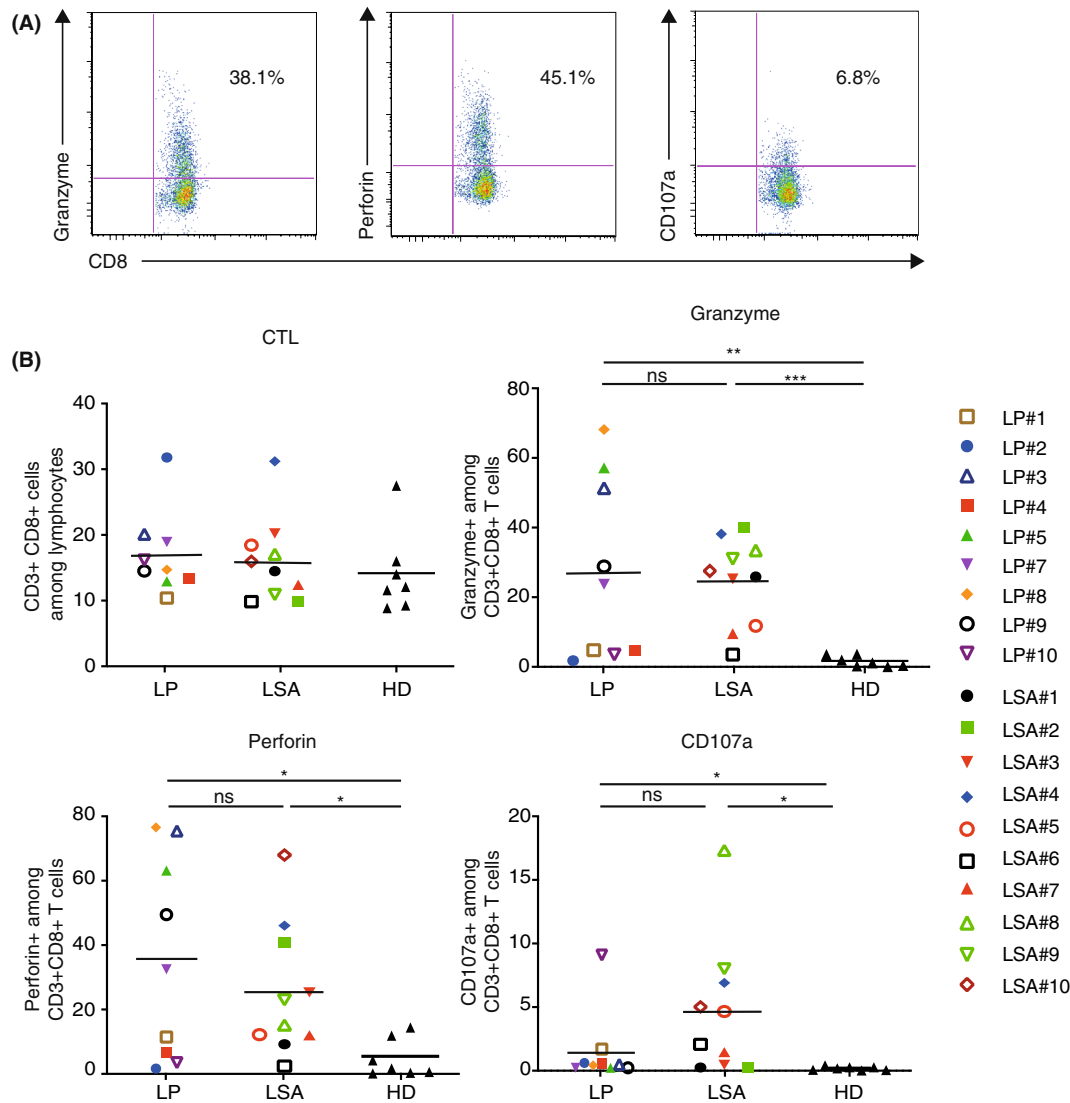 (A)
Granzyme
38.1%
Perforin
45.1%
CD107a
6.8%
CD8
(B)
CTL
CD3+ CD8+ cells
among lymphocytes
40
30
20
10
0
LP
LSA
HD
Granzyme
**
ns
***
Granzyme+ among
CD3+CD8+ T cells
80
60
40
20
0
LP
LSA
HD
Perforin
*
ns
*
Perforin+ among
CD3+CD8+ T cells
80
60
40
20
0
LP
LSA
HD
CD107a
*
ns
*
CD107a+ among
CD3+CD8+ T cells
20
15
10
5
0
LP
LSA
HD
LP#1
LP#2
LP#3
LP#4
LP#5
LP#7
LP#8
LP#9
LP#10
LSA#1
LSA#2
LSA#3
LSA#4
LSA#5
LSA#6
LSA#7
LSA#8
LSA#9
LSA#10